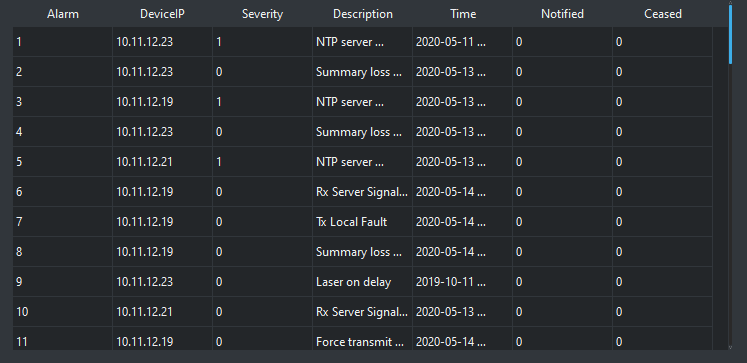 Alarm DeviceIP Severity Description Time Notified Ceased
1 10.11.12.23 1 NTP server ... 2020-05-11 ... 0 0
2 10.11.12.23 0 Summary loss ... 2020-05-13 ... 0 0
3 10.11.12.19 1 NTP server ... 2020-05-13 ... 0 0
4 10.11.12.23 0 Summary loss ... 2020-05-13 ... 0 0
5 10.11.12.21 1 NTP server ... 2020-05-13 ... 0 0
6 10.11.12.19 0 Rx Server Signal... 2020-05-14 ... 0 0
7 10.11.12.19 0 Tx Local Fault 2020-05-14 ... 0 0
8 10.11.12.19 0 Summary loss ... 2020-05-14 ... 0 0
9 10.11.12.23 0 Laser on delay 2019-10-11 ... 0 0
10 10.11.12.21 0 Rx Server Signal... 2020-05-13 ... 0 0
11 10.11.12.19 0 Force transmit ... 2020-05-14 ... 0 0